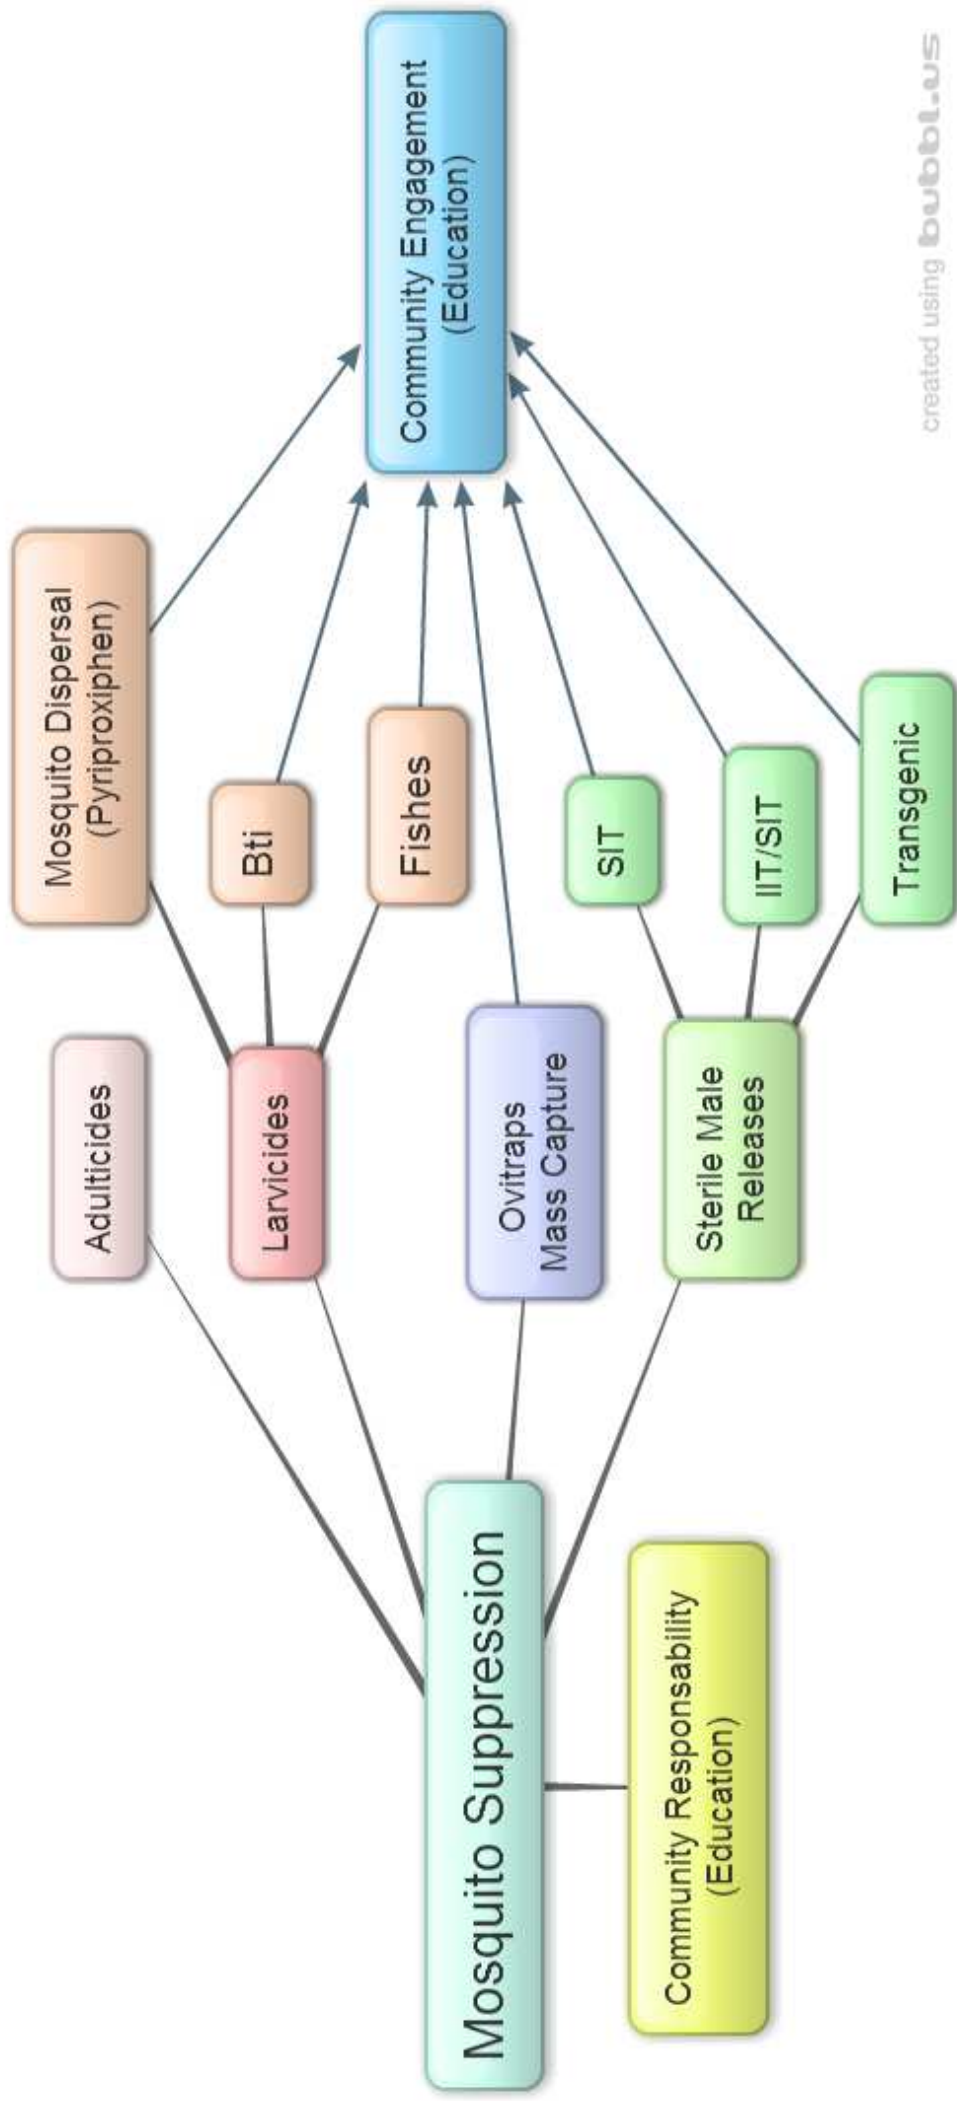 Mosquito Suppression
Community Responsability
(Education)
Adulticides
Larvicides
Ovitraps
Mass Capture
Sterile Male
Releases
Mosquito Dispersal
(Pyriproxiphen)
Bti
Fishes
SIT
IIT/SIT
Transgenic
Community Engagement
(Education)
created using bubbl.us